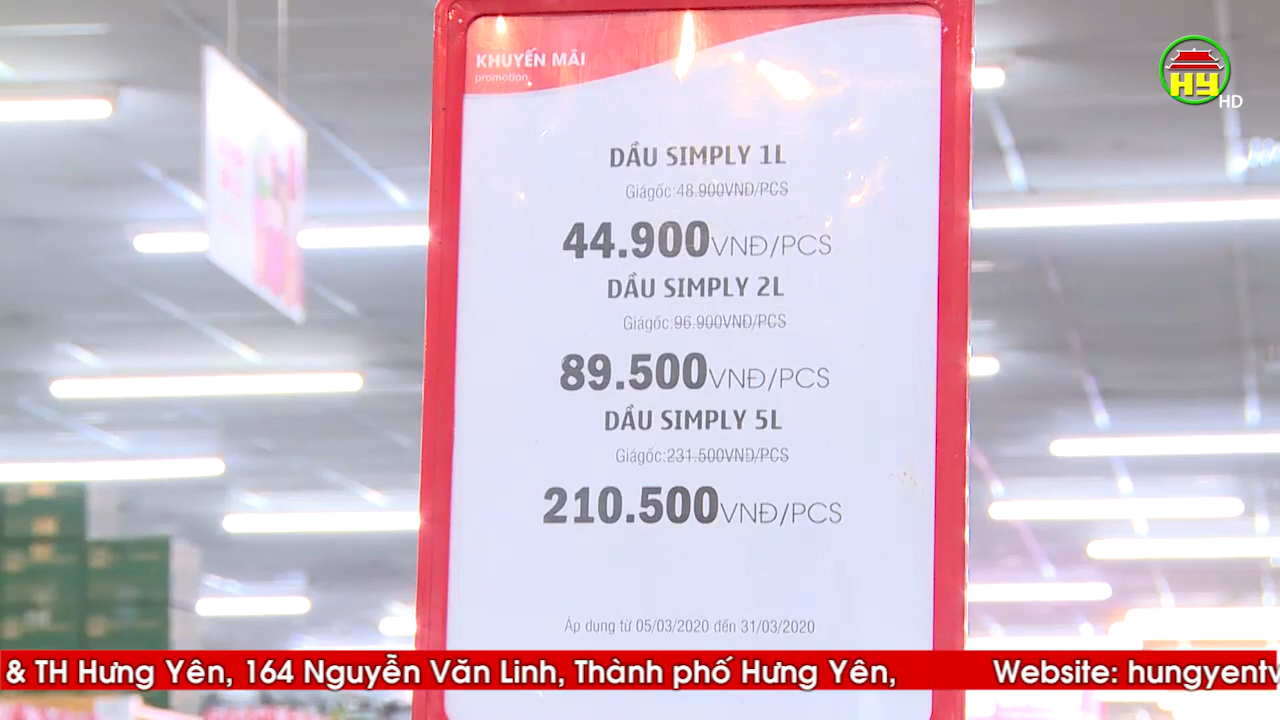 KHUYẾN MÃI
promotion
HY
HD
DẦU SIMPLY 1L
Giágốc:48.900VNĐ/PCS
44.900VNĐ/PCS
DẦU SIMPLY 2L
Giágốc:96.900VNĐ/PCS
89.500VNĐ/PCS
DẦU SIMPLY 5L
Giágốc:231.500VNĐ/PCS
210.500VNĐ/PCS
Áp dụng từ 05/03/2020 đến 31/03/2020
& TH Hưng Yên, 164 Nguyễn Văn Linh, Thành phố Hưng Yên, Website: hungyentv